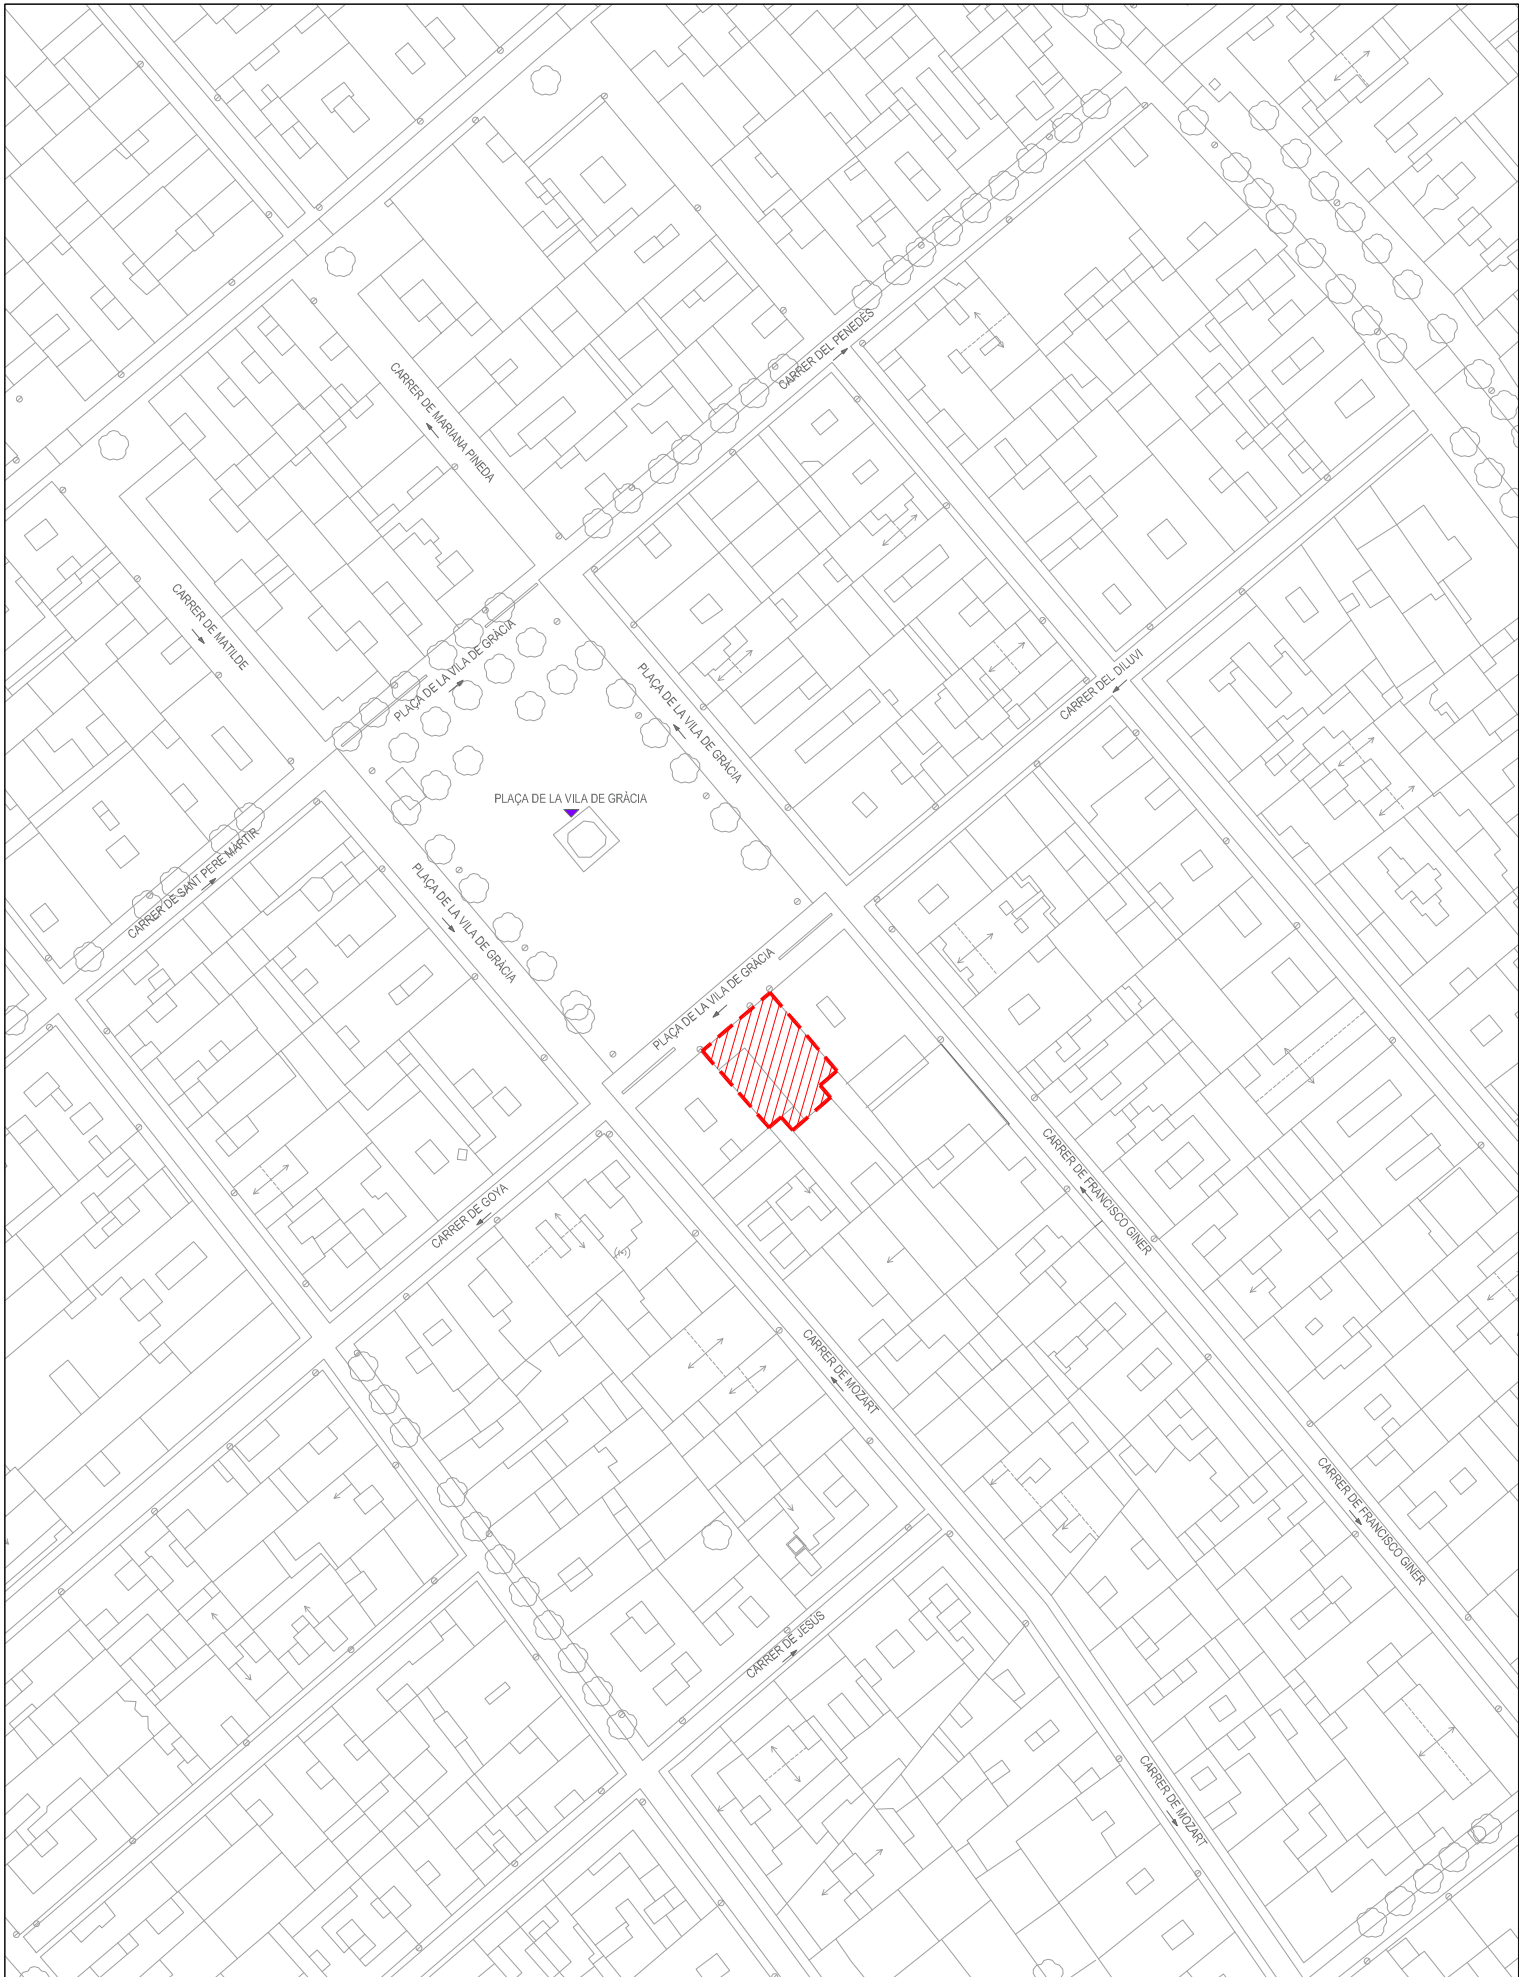 CARRER DEL PENEDÈS
CARRER DE MARIANA PINEDA
CARRER DE MATILDE
PLAÇA DE LA VILA DE GRÀCIA
PLAÇA DE LA VILA DE GRÀCIA
CARRER DEL DILUVI
PLAÇA DE LA VILA DE GRÀCIA
CARRER DE SANT PERE MÀRTIR
PLAÇA DE LA VILA DE GRÀCIA
PLAÇA DE LA VILA DE GRÀCIA
CARRER DE GOYA
CARRER DE FRANCISCO GINER
CARRER DE MOZART
CARRER DE FRANCISCO GINER
CARRER DE JESÚS
CARRER DE MOZART